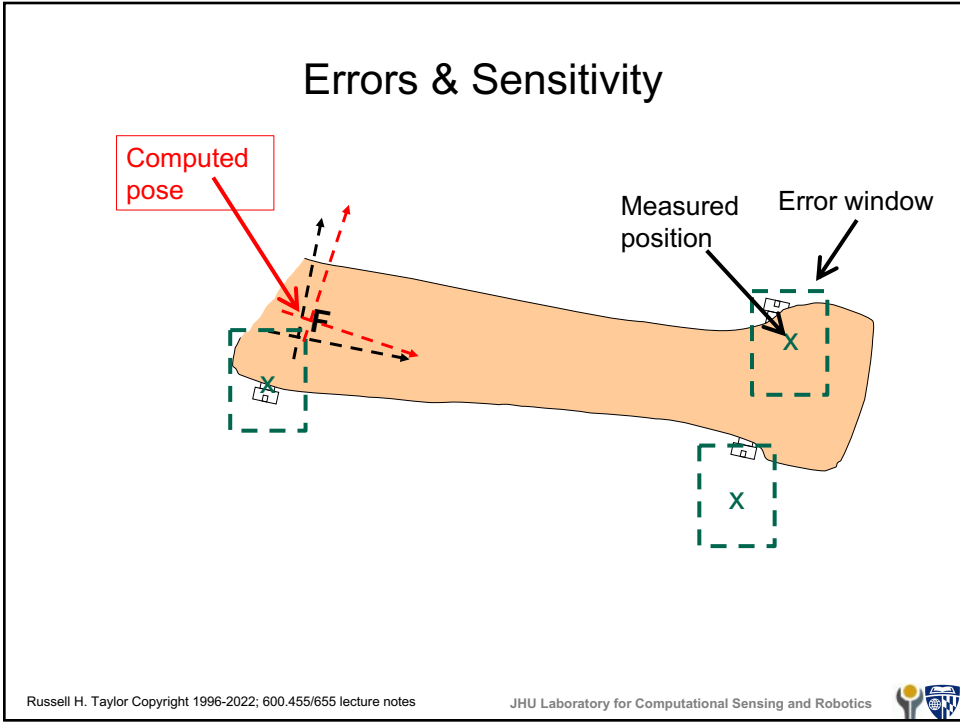 Errors & Sensitivity
Computed
pose
Measured
position
Error window
F
x
x
x
Russell H. Taylor Copyright 1996-2022; 600.455/655 lecture notes
JHU Laboratory for Computational Sensing and Robotics